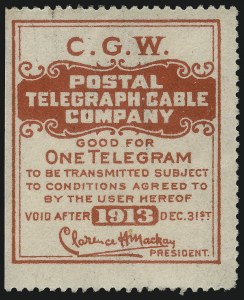 C. G. W.
POSTAL
TELEGRAPH-CABLE
COMPANY
GOOD FOR
ONE TELEGRAM
TO BE TRANSMITTED SUBJECT
TO CONDITIONS AGREED TO
BY THE USER HEREOF
VOID AFTER 1913 DEC. 31ST
Clarence H Mackay
PRESIDENT.